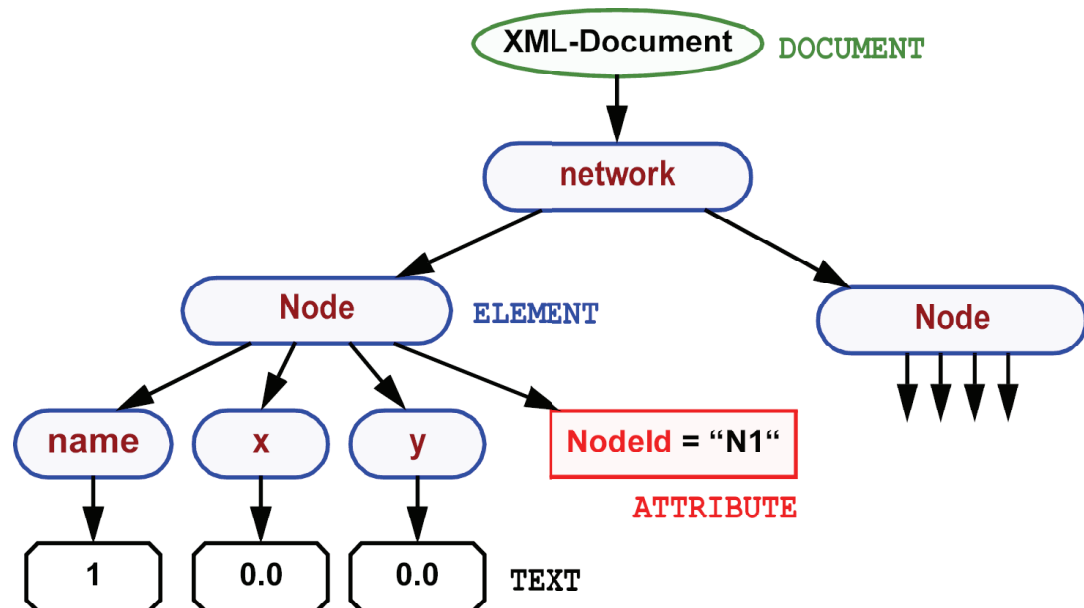 XML-Document DOCUMENT
network
Node ELEMENT Node
name x y NodeId = “N1“
ATTRIBUTE
1 0.0 0.0 TEXT